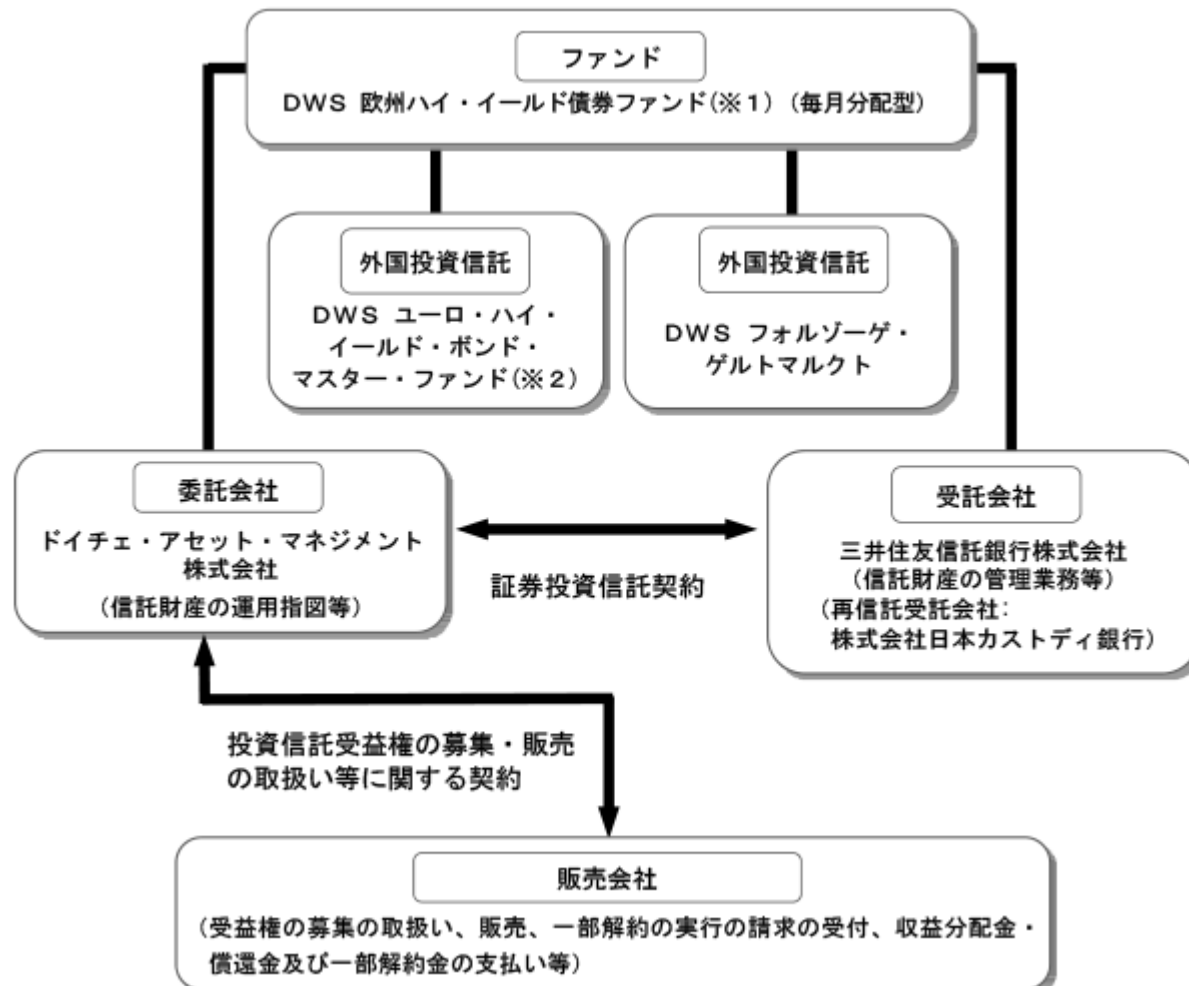 ファンド
DWS 欧州ハイ・イールド債券ファンド(※1)（毎月分配型）
外国投資信託
DWS ユーロ・ハイ・
イールド・ボンド・
マスター・ファンド(※2)
外国投資信託
DWS フォルゾーゲ・
ゲルトマルクト
委託会社
ドイチェ・アセット・マネジメント
株式会社
（信託財産の運用指図等）
証券投資信託契約
受託会社
三井住友信託銀行株式会社
（信託財産の管理業務等）
（再信託受託会社：
株式会社日本カストディ銀行）
投資信託受益権の募集・販売
の取扱い等に関する契約
販売会社
（受益権の募集の取扱い、販売、一部解約の実行の請求の受付、収益分配金・
償還金及び一部解約金の支払い等）